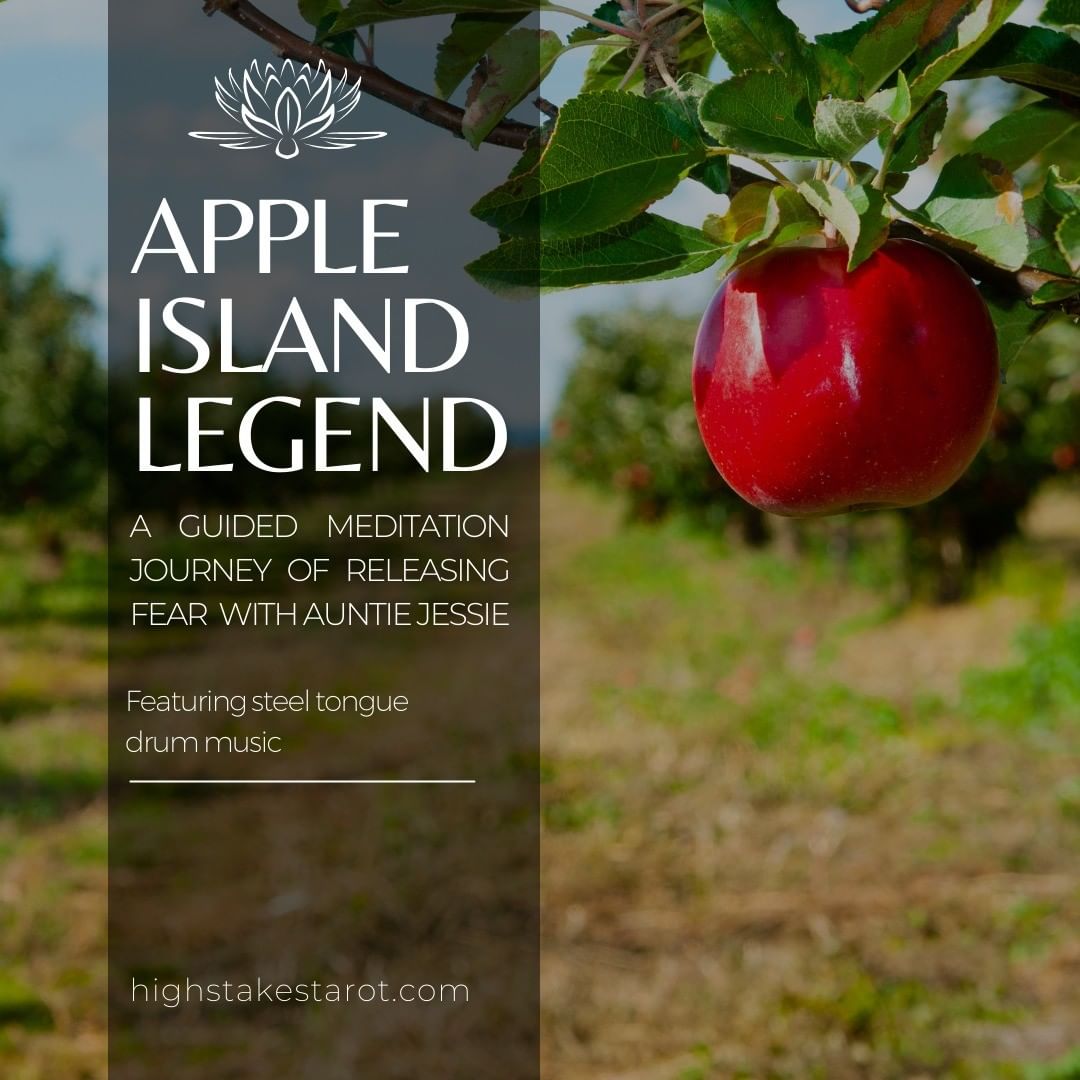 APPLE
ISLAND
LEGEND
A GUIDED MEDITATION
JOURNEY OF RELEASING
FEAR WITH AUNTIE JESSIE
Featuring steel tongue
drum music
highstakestarot.com